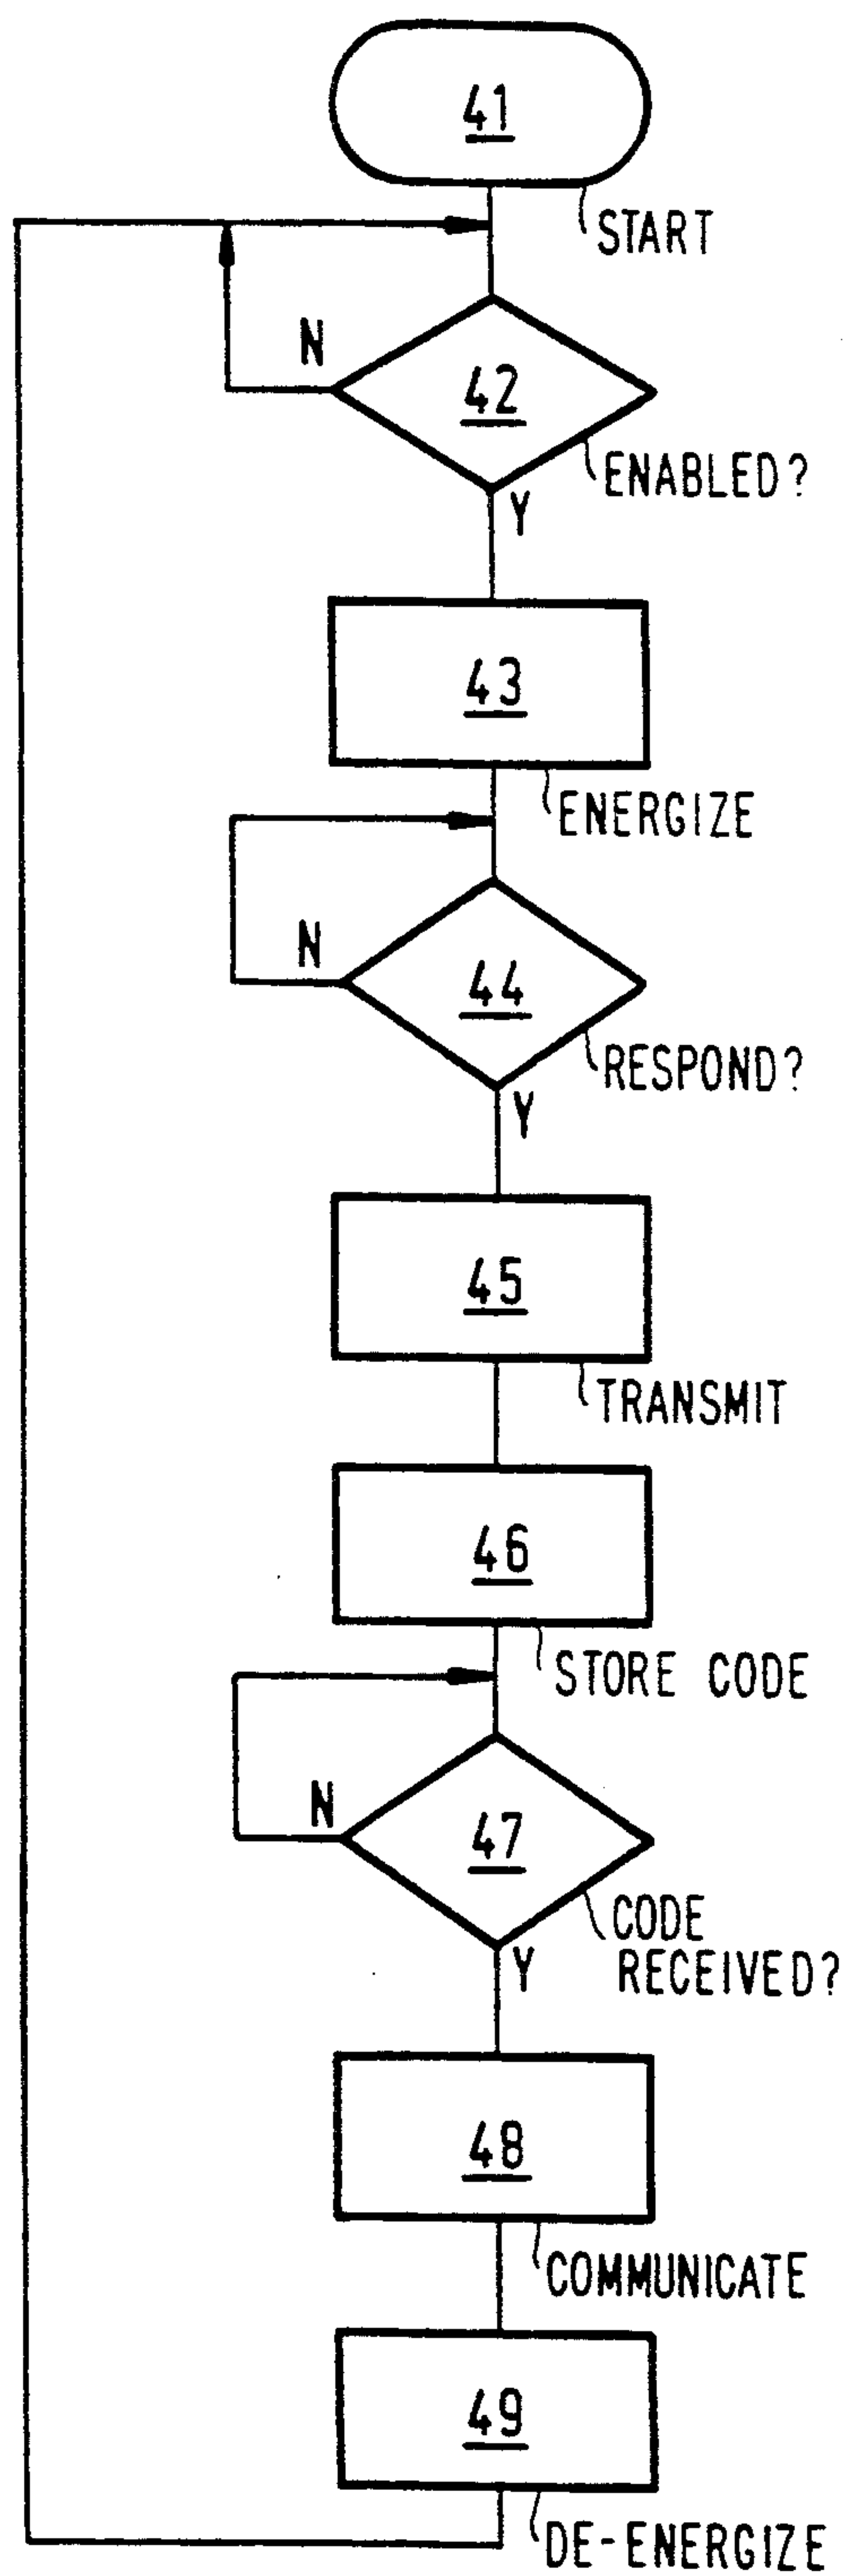 41
START
N
42
ENABLED?
Y
43
ENERGIZE
N
44
RESPOND?
Y
45
TRANSMIT
46
STORE CODE
N
47
CODE
RECEIVED?
Y
48
COMMUNICATE
49
DE-ENERGIZE